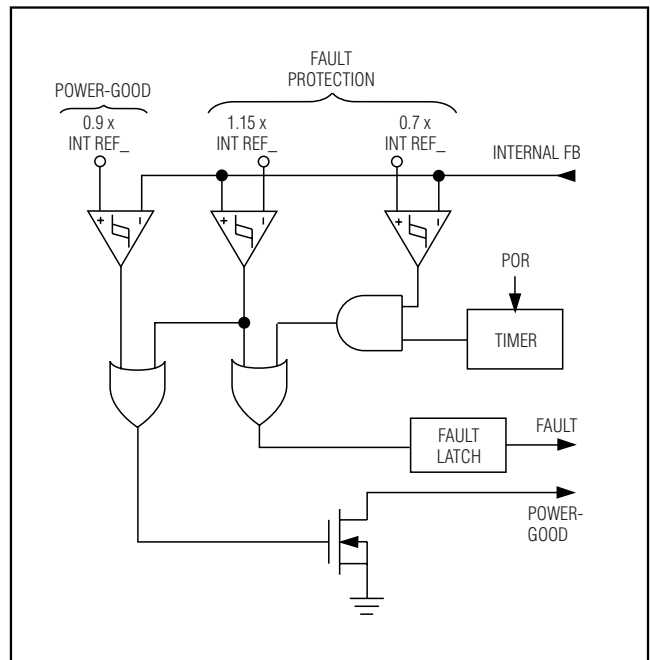 FAULT
PROTECTION
POWER-GOOD
0.9 x
INT REF_
1.15 x
INT REF_
0.7 x
INT REF_
INTERNAL FB
+ –
+ –
+ –
POR
TIMER
FAULT
LATCH
FAULT
POWER-
GOOD